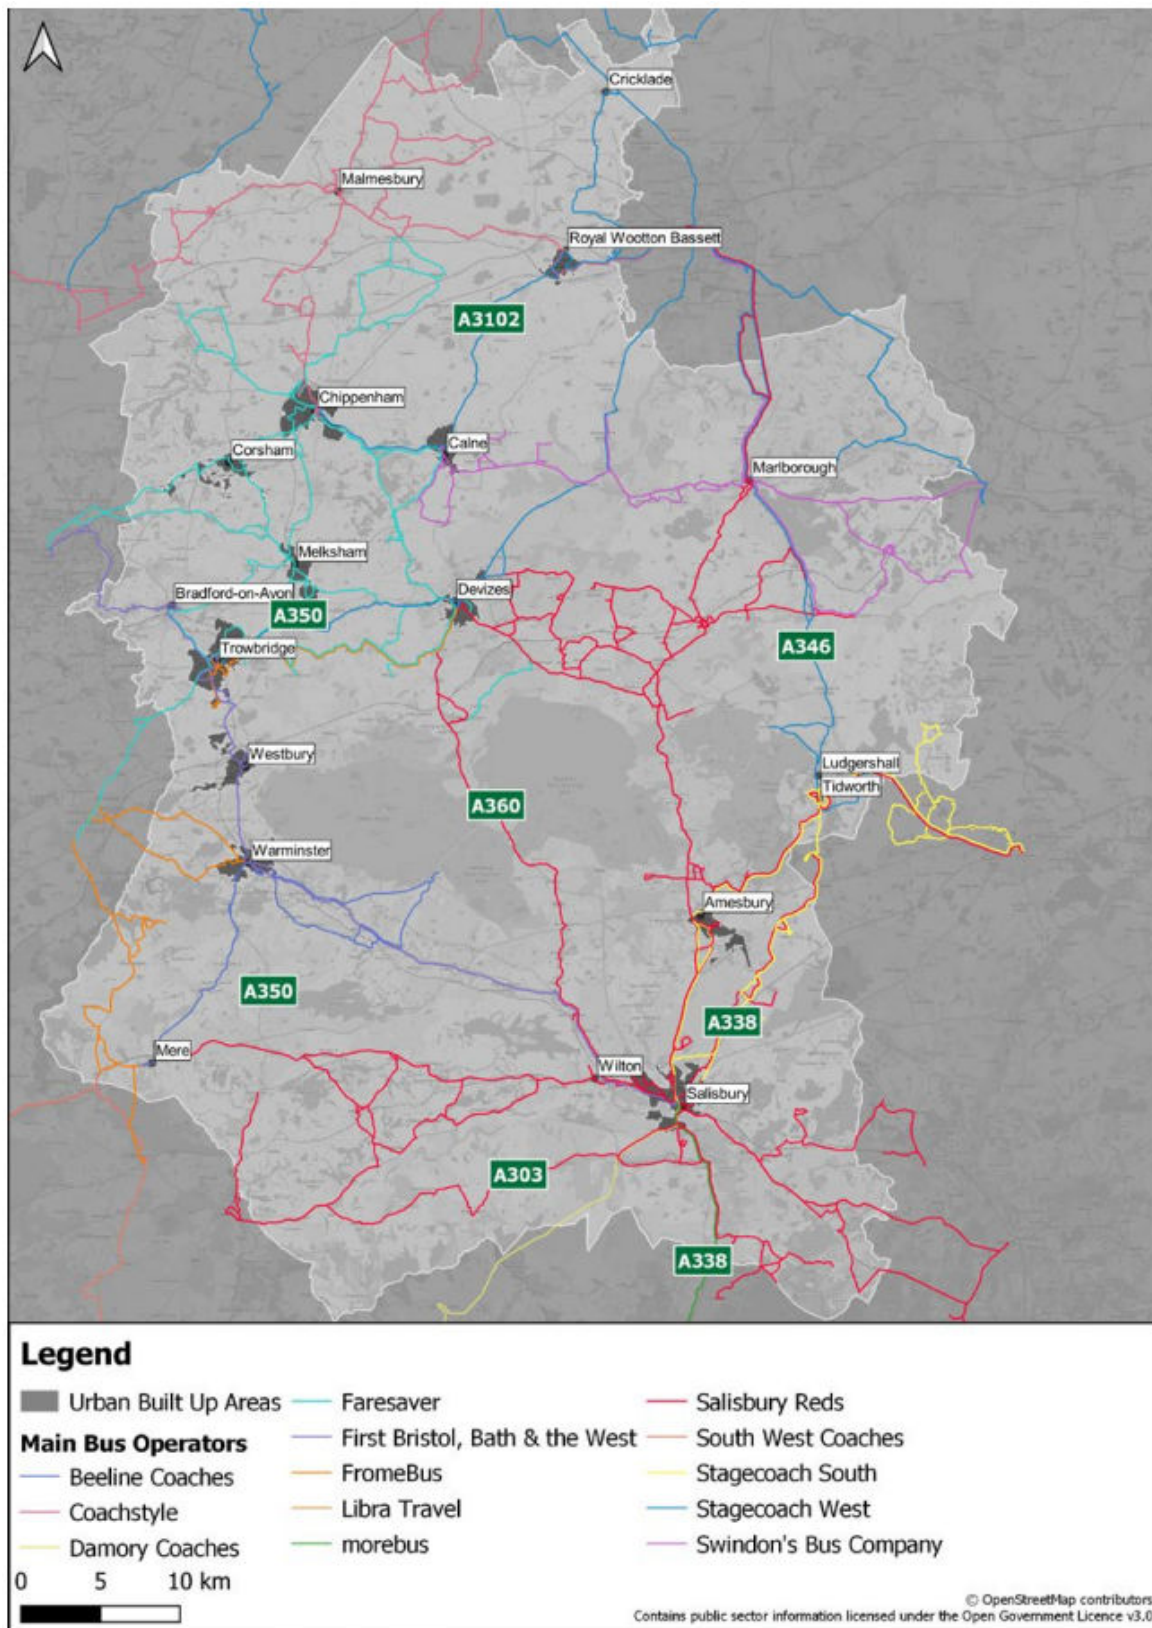 Cricklade
Malmesbury
Royal Wootton Bassett
A3102
Chippenham
Calne
Corsham
Marlborough
Melksham
Devizes
Bradford-on-Avon
A350
Trowbridge
A346
Westbury
Ludgershall
Tidworth
A360
Warminster
Amesbury
A350
A338
Mere
Wilton
Salisbury
A303
A338
Legend
Urban Built Up Areas
Main Bus Operators
Beeline Coaches
Coachstyle
Damory Coaches
Faresaver
First Bristol, Bath & the West
FromeBus
Libra Travel
morebus
Salisbury Reds
South West Coaches
Stagecoach South
Stagecoach West
Swindon's Bus Company
0 5 10 km
© OpenStreetMap contributors
Contains public sector information licensed under the Open Government Licence v3.0